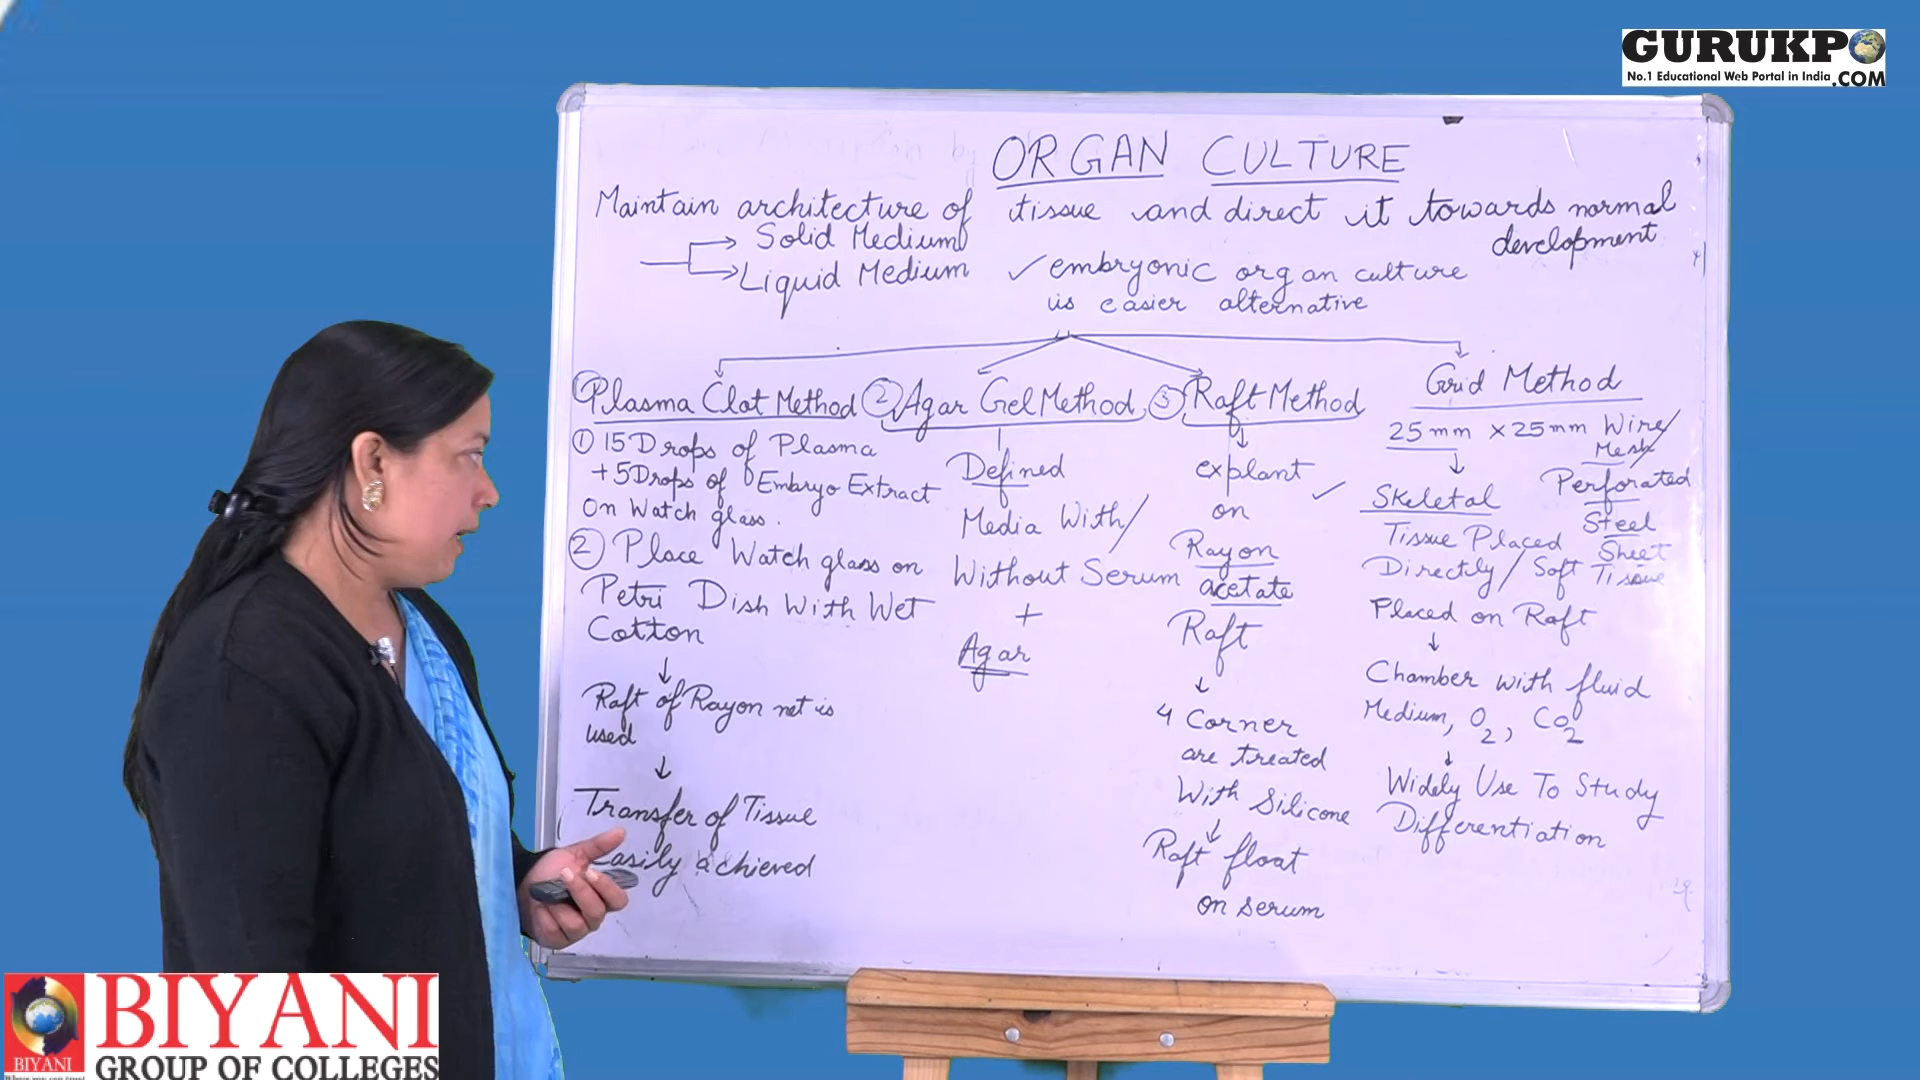 GURUKPO
No.1 Educational Web Portal in India .COM
ORGAN CULTURE
Maintain architecture of tissue and direct it towards normal
development
Solid Medium
Liquid Medium
✓ embryonic organ culture
is easier alternative
① Plasma Clot Method
① 15 Drops of Plasma
+ 5 Drops of Embryo Extract
On Watch glass.
② Place Watch glass on
Petri Dish With Wet
Cotton
↓
Raft of Rayon net is
used
↓
Transfer of Tissue
Easily achieved
② Agar Gel Method
Defined
Media With/
Without Serum
+
Agar
③ Raft Method
↓
explant
on
Rayon
acetate
Raft
↓
4 Corner
are treated
With Silicone
↓
Raft float
on serum
Grid Method
25 mm × 25 mm Wire/
Mesh
Perforated
Steel
Sheet
↓
✓ Skeletal
Tissue Placed
Directly / Soft Tissue
Placed on Raft
↓
Chamber with fluid
Medium, O2, CO2
↓
Widely Use To Study
Differentiation
BIYANI
BIYANI
GROUP OF COLLEGES